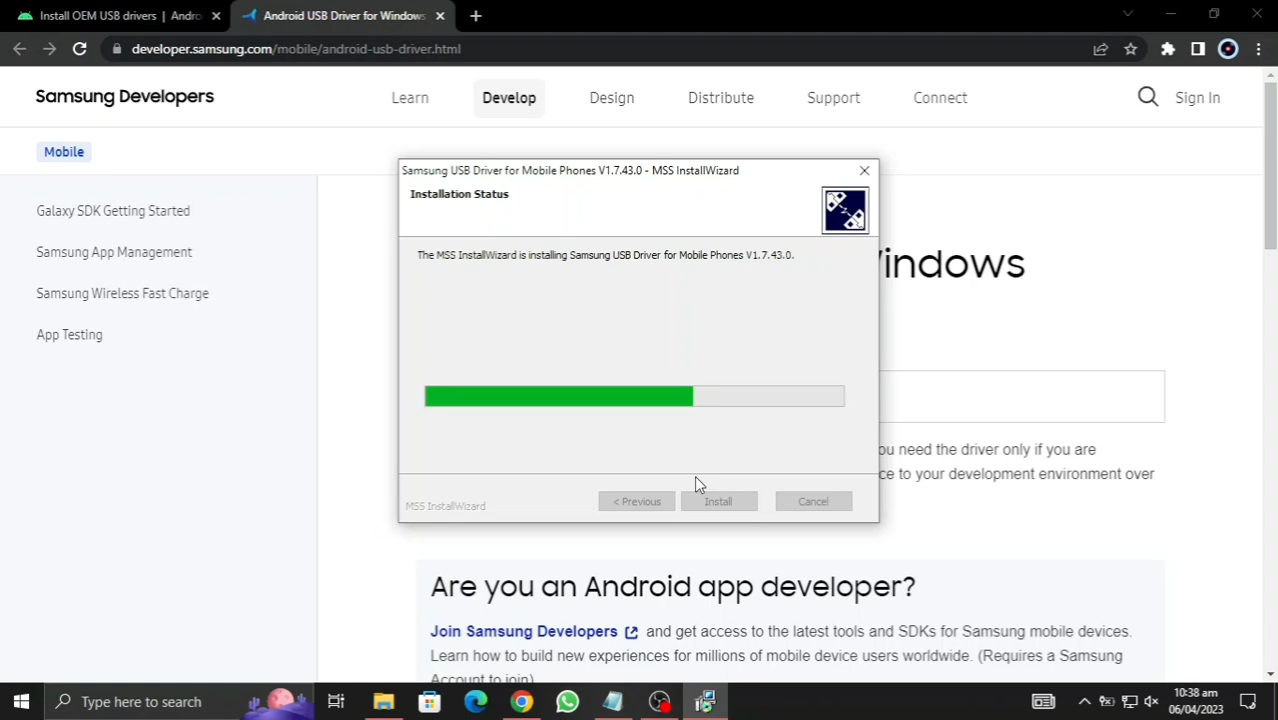 Install OEM USB drivers | Andro
Android USB Driver for Windows
developer.samsung.com/mobile/android-usb-driver.html
Samsung Developers
Learn
Develop
Design
Distribute
Support
Connect
Sign In
Mobile
Galaxy SDK Getting Started
Samsung App Management
Samsung Wireless Fast Charge
App Testing
Samsung USB Driver for Mobile Phones V1.7.43.0 - MSS InstallWizard
Installation Status
The MSS InstallWizard is installing Samsung USB Driver for Mobile Phones V1.7.43.0.
MSS InstallWizard
< Previous
Install
Cancel
indows
ou need the driver only if you are
ce to your development environment over
Are you an Android app developer?
Join Samsung Developers and get access to the latest tools and SDKs for Samsung mobile devices.
Learn how to build new experiences for millions of mobile device users worldwide. (Requires a Samsung
Account to join)
Type here to search
10:38 am
06/04/2023